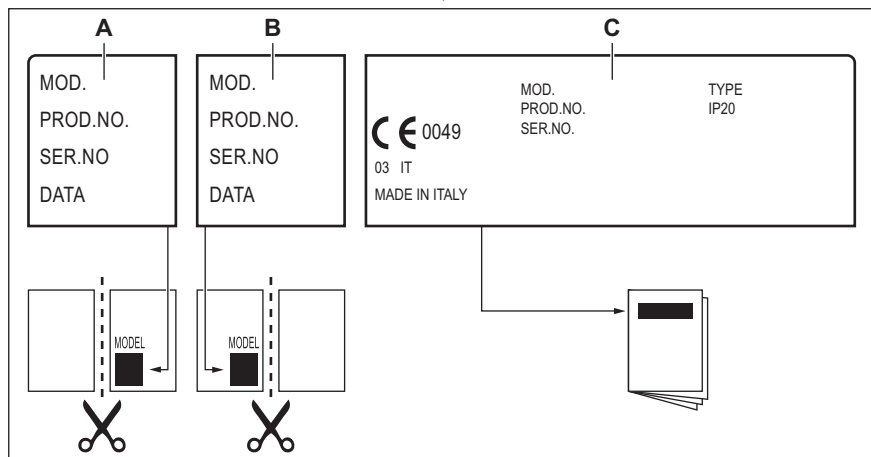 A
B
C
MOD.
PROD.NO.
SER.NO
DATA
MOD.
PROD.NO.
SER.NO
DATA
MOD.
PROD.NO.
SER.NO.
TYPE
IP20
CE 0049
03 IT
MADE IN ITALY
MODEL
MODEL